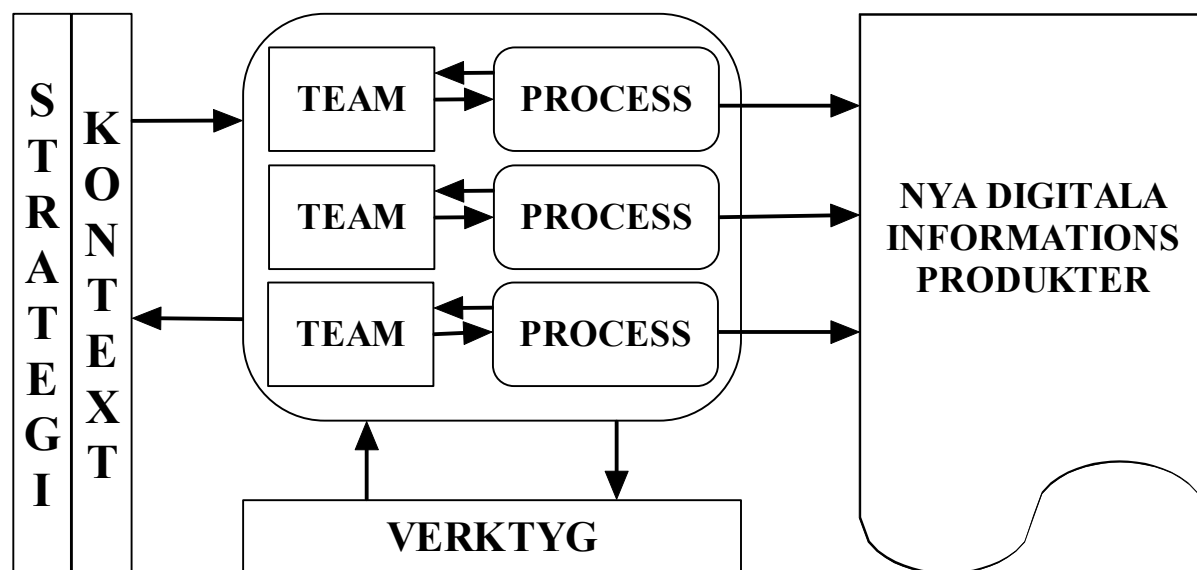 STRATEGI
KONTEXT
TEAM
PROCESS
TEAM
PROCESS
TEAM
PROCESS
VERKTYG
NYA DIGITALA
INFORMATIONS
PRODUKTER